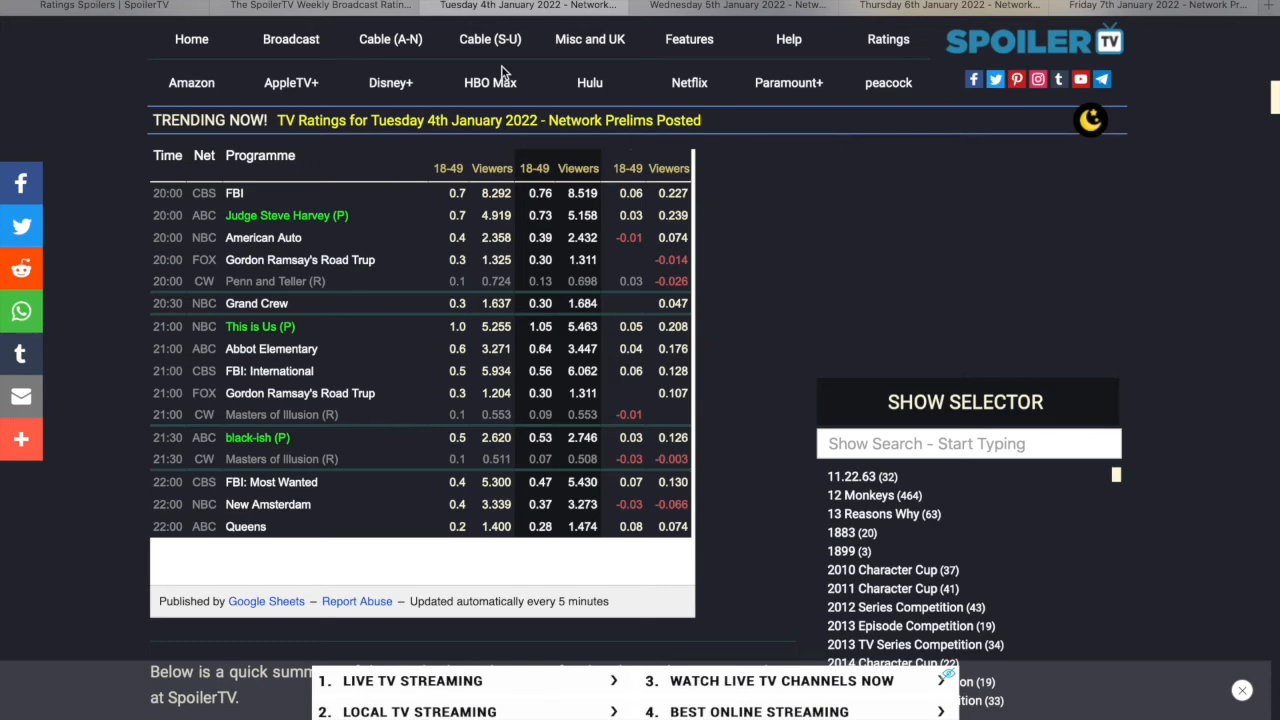 Ratings Spoilers | SpoilerTV
The SpoilerTV Weekly Broadcast Ratin...
Tuesday 4th January 2022 - Network...
Wednesday 5th January 2022 - Netw...
Thursday 6th January 2022 - Network...
Friday 7th January 2022 - Network Pr...
Home Broadcast Cable (A-N) Cable (S-U) Misc and UK Features Help Ratings
SPOILER TV
Amazon AppleTV+ Disney+ HBO Max Hulu Netflix Paramount+ peacock
TRENDING NOW! TV Ratings for Tuesday 4th January 2022 - Network Prelims Posted
Time Net Programme
18-49 Viewers 18-49 Viewers 18-49 Viewers
20:00 CBS FBI 0.7 8.292 0.76 8.519 0.06 0.227
20:00 ABC Judge Steve Harvey (P) 0.7 4.919 0.73 5.158 0.03 0.239
20:00 NBC American Auto 0.4 2.358 0.39 2.432 -0.01 0.074
20:00 FOX Gordon Ramsay's Road Trup 0.3 1.325 0.30 1.311 -0.014
20:00 CW Penn and Teller (R) 0.1 0.724 0.13 0.698 0.03 -0.026
20:30 NBC Grand Crew 0.3 1.637 0.30 1.684 0.047
21:00 NBC This is Us (P) 1.0 5.255 1.05 5.463 0.05 0.208
21:00 ABC Abbot Elementary 0.6 3.271 0.64 3.447 0.04 0.176
21:00 CBS FBI: International 0.5 5.934 0.56 6.062 0.06 0.128
21:00 FOX Gordon Ramsay's Road Trup 0.3 1.204 0.30 1.311 0.107
21:00 CW Masters of Illusion (R) 0.1 0.553 0.09 0.553 -0.01
21:30 ABC black-ish (P) 0.5 2.620 0.53 2.746 0.03 0.126
21:30 CW Masters of Illusion (R) 0.1 0.511 0.07 0.508 -0.03 -0.003
22:00 CBS FBI: Most Wanted 0.4 5.300 0.47 5.430 0.07 0.130
22:00 NBC New Amsterdam 0.4 3.339 0.37 3.273 -0.03 -0.066
22:00 ABC Queens 0.2 1.400 0.28 1.474 0.08 0.074
Published by Google Sheets – Report Abuse – Updated automatically every 5 minutes
SHOW SELECTOR
Show Search - Start Typing
11.22.63 (32)
12 Monkeys (464)
13 Reasons Why (63)
1883 (20)
1899 (3)
2010 Character Cup (37)
2011 Character Cup (41)
2012 Series Competition (43)
2013 Episode Competition (19)
2013 TV Series Competition (34)
2014 Character Cup (22)
(19)
(33)
Below is a quick summ
at SpoilerTV.
1. LIVE TV STREAMING
2. LOCAL TV STREAMING
3. WATCH LIVE TV CHANNELS NOW
4. BEST ONLINE STREAMING